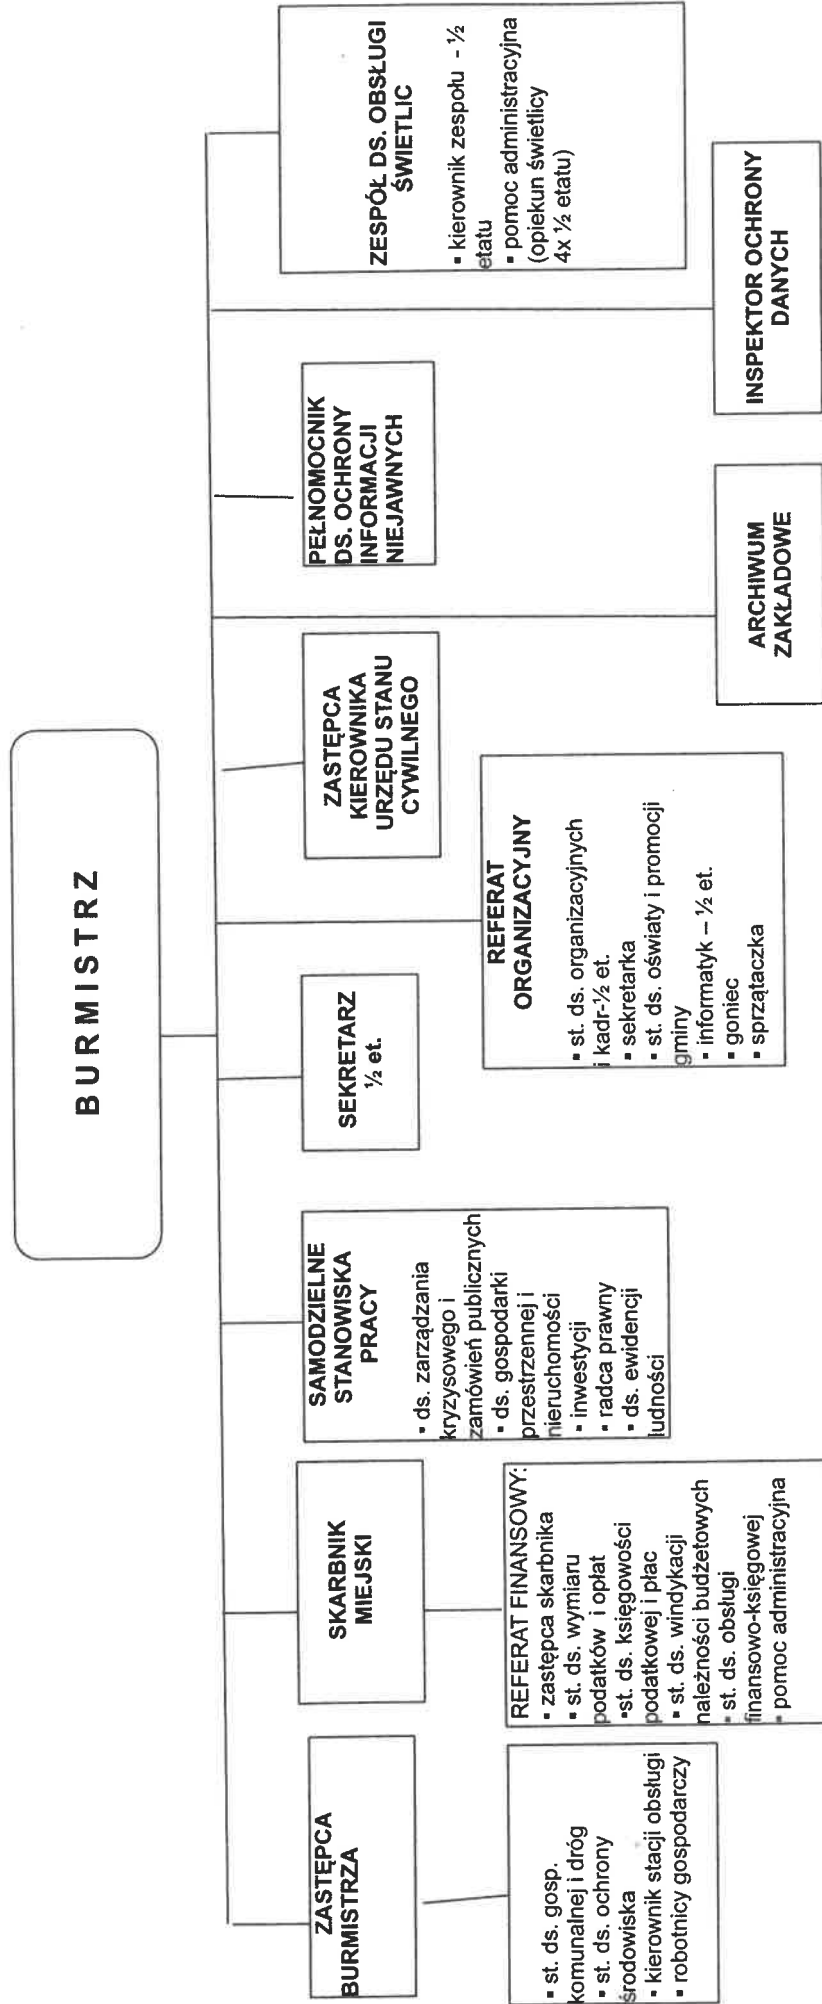 BURMISTRZ
ZASTĘPCA
BURMISTRZA
▪ st. ds. gosp.
komunalnej i dróg
▪ st. ds. ochrony
środowiska
▪ kierownik stacji obsługi
▪ robotnicy gospodarczy
SKARBNIK
MIEJSKI
REFERAT FINANSOWY:
▪ zastępca skarbnika
▪ st. ds. wymiaru
podatków i opłat
▪st. ds. księgowości
podatkowej i płac
▪ st. ds. windykacji
należności budżetowych
▪ st. ds. obsługi
finansowo-księgowej
▪ pomoc administracyjna
SAMODZIELNE
STANOWISKA
PRACY
▪ ds. zarządzania
kryzysowego i
zamówień publicznych
▪ ds. gospodarki
przestrzennej i
nieruchomości
▪ inwestycji
▪ radca prawny
▪ ds. ewidencji
ludności
SEKRETARZ
½ et.
REFERAT
ORGANIZACYJNY
▪ st. ds. organizacyjnych
i kadr-½ et.
▪ sekretarka
▪ st. ds. oświaty i promocji
gminy
▪ informatyk – ½ et.
▪ goniec
▪ sprzątaczka
ZASTĘPCA
KIEROWNIKA
URZĘDU STANU
CYWILNEGO
ARCHIWUM
ZAKŁADOWE
PEŁNOMOCNIK
DS. OCHRONY
INFORMACJI
NIEJAWNYCH
INSPEKTOR OCHRONY
DANYCH
ZESPÓŁ DS. OBSŁUGI
ŚWIETLIC
▪ kierownik zespołu - ½
etatu
▪ pomoc administracyjna
(opiekun świetlicy
4x ½ etatu)